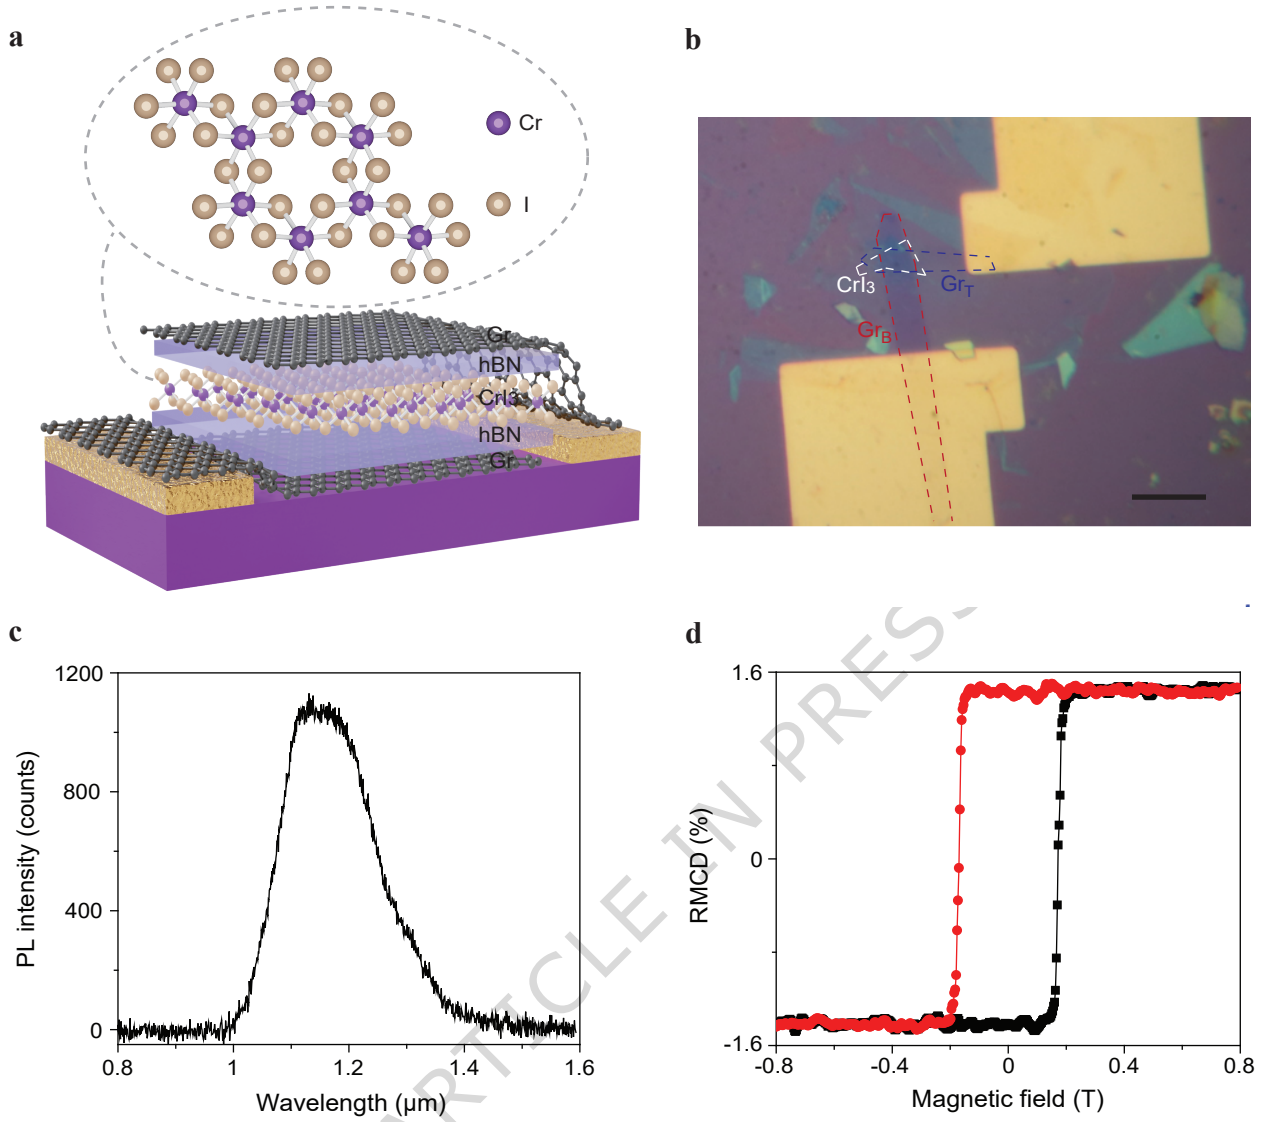 a
Cr
I
Gr
hBN
CrI3
hBN
Gr
b
CrI3
GrT
GrB
c
1200
800
400
0
0.8
1
1.2
1.4
1.6
PL intensity (counts)
Wavelength (μm)
d
1.6
0
-1.6
-0.8
-0.4
0
0.4
0.8
RMCD (%)
Magnetic field (T)
ARTICLE IN PRESS